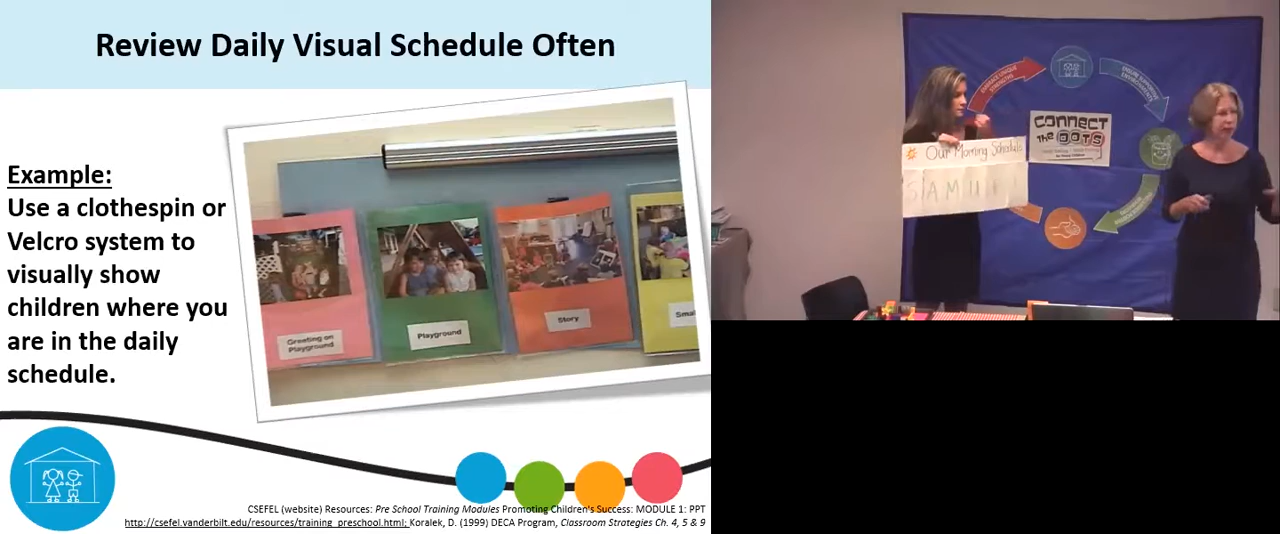 Review Daily Visual Schedule Often
Example:
Use a clothespin or
Velcro system to
visually show
children where you
are in the daily
schedule.
Greeting on
Playground
Playground
Story
Smal
CSEFEL (website) Resources: Pre School Training Modules Promoting Children's Success: MODULE 1: PPT
http://csefel.vanderbilt.edu/resources/training_preschool.html; Koralek, D. (1999) DECA Program, Classroom Strategies Ch. 4, 5 & 9
Our Morning Schedule
CONNECT
the DOTS